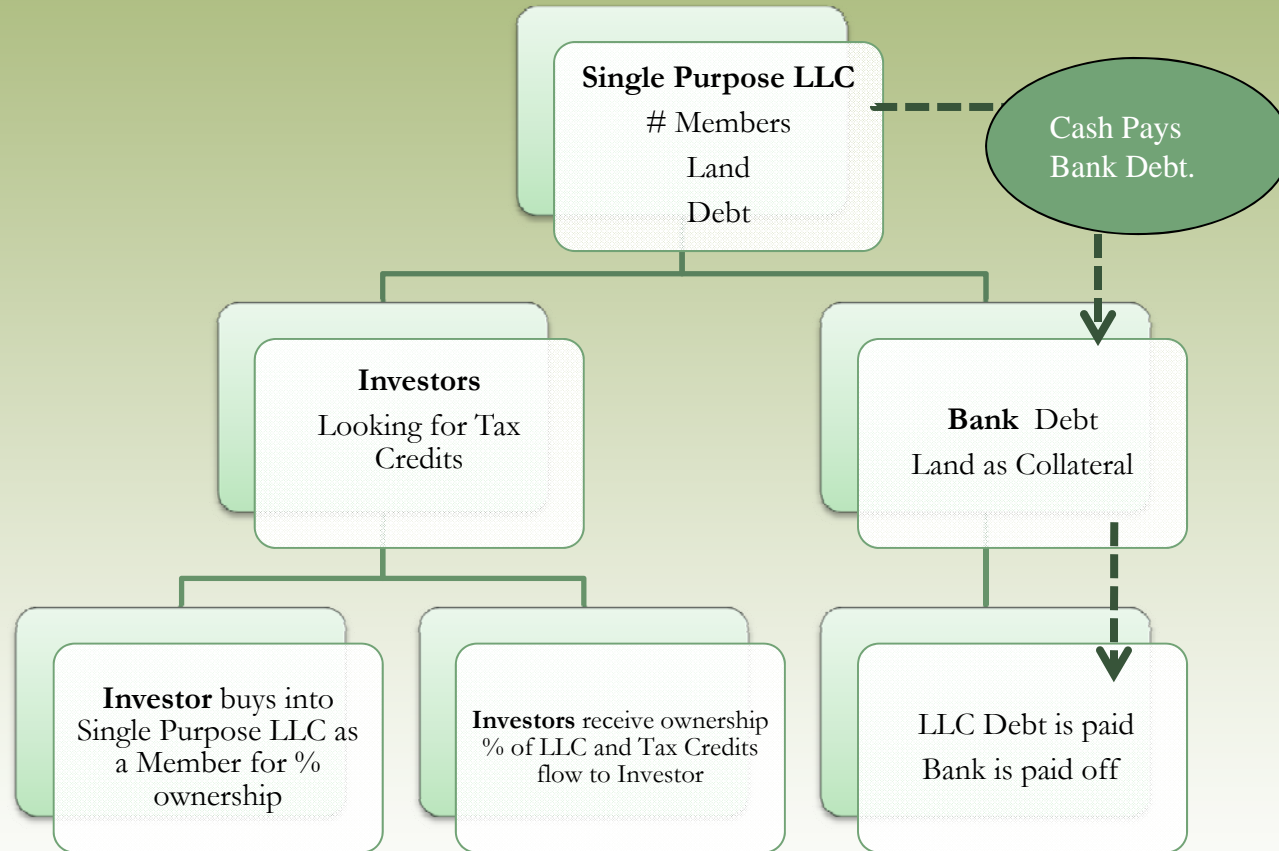 Single Purpose LLC
# Members
Land
Debt
Cash Pays
Bank Debt.
Investors
Looking for Tax
Credits
Bank Debt
Land as Collateral
Investor buys into
Single Purpose LLC as
a Member for %
ownership
Investors receive ownership
% of LLC and Tax Credits
flow to Investor
LLC Debt is paid
Bank is paid off